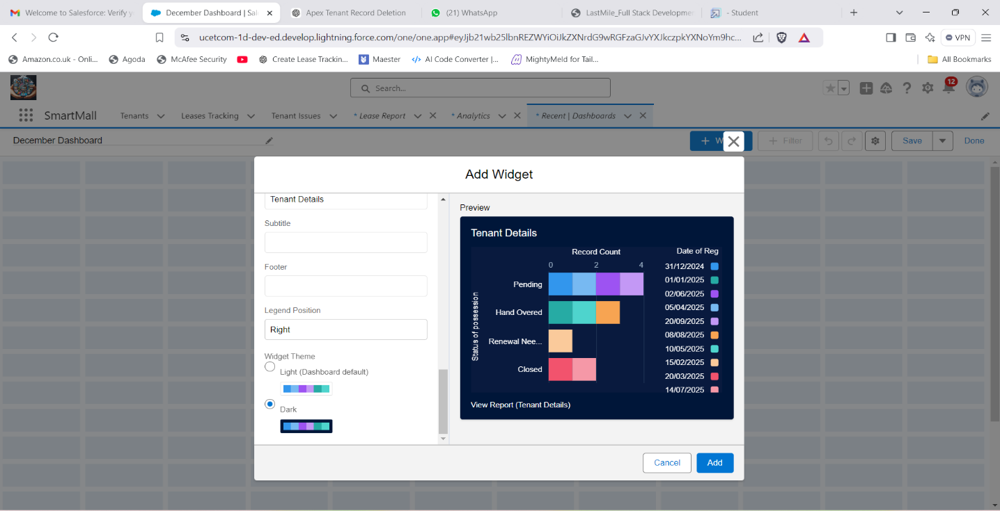 Welcome to Salesforce: Verify y
December Dashboard | Sal
Apex Tenant Record Deletion
(21) WhatsApp
LastMile_Full Stack Developmen
- Student
ucetcom-1d-dev-ed.develop.lightning.force.com/one/one.app#eyJjb21wb25lbnREZWYiOiJkZXNrdG9wRGFzaGJvYXJkczpkYXNoYm9hc...
VPN
Amazon.co.uk - Onli...
Agoda
McAfee Security
Create Lease Trackin...
Maester
AI Code Converter |...
MightyMeld for Tail...
All Bookmarks
Search...
12
SmartMall
Tenants
Leases Tracking
Tenant Issues
* Lease Report
* Analytics
* Recent | Dashboards
December Dashboard
+ W
+ Filter
Save
Done
Add Widget
Tenant Details
Subtitle
Footer
Legend Position
Right
Widget Theme
Light (Dashboard default)
Dark
Preview
Tenant Details
Record Count
0 2 4
Status of possession
Pending
Hand Overed
Renewal Nee...
Closed
Date of Reg
31/12/2024
01/01/2025
02/06/2025
05/04/2025
20/09/2025
08/08/2025
10/05/2025
15/02/2025
20/03/2025
14/07/2025
View Report (Tenant Details)
Cancel
Add